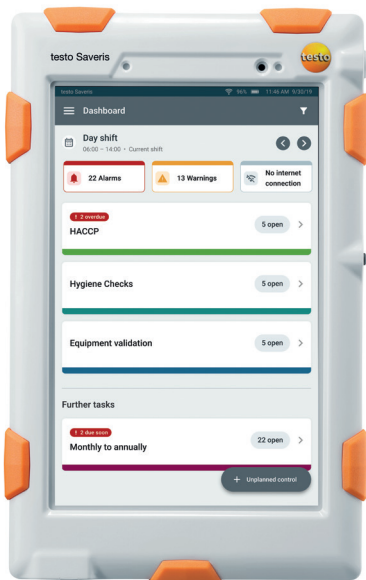 testo Saveris
testo
testo Saveris 96% 11:46 AM 9/30/19
Dashboard
Day shift
06:00 – 14:00 • Current shift
22 Alarms
13 Warnings
No internet
connection
! 2 overdue
HACCP
5 open
Hygiene Checks
5 open
Equipment validation
5 open
Further tasks
! 2 due soon
Monthly to annually
22 open
+ Unplanned control